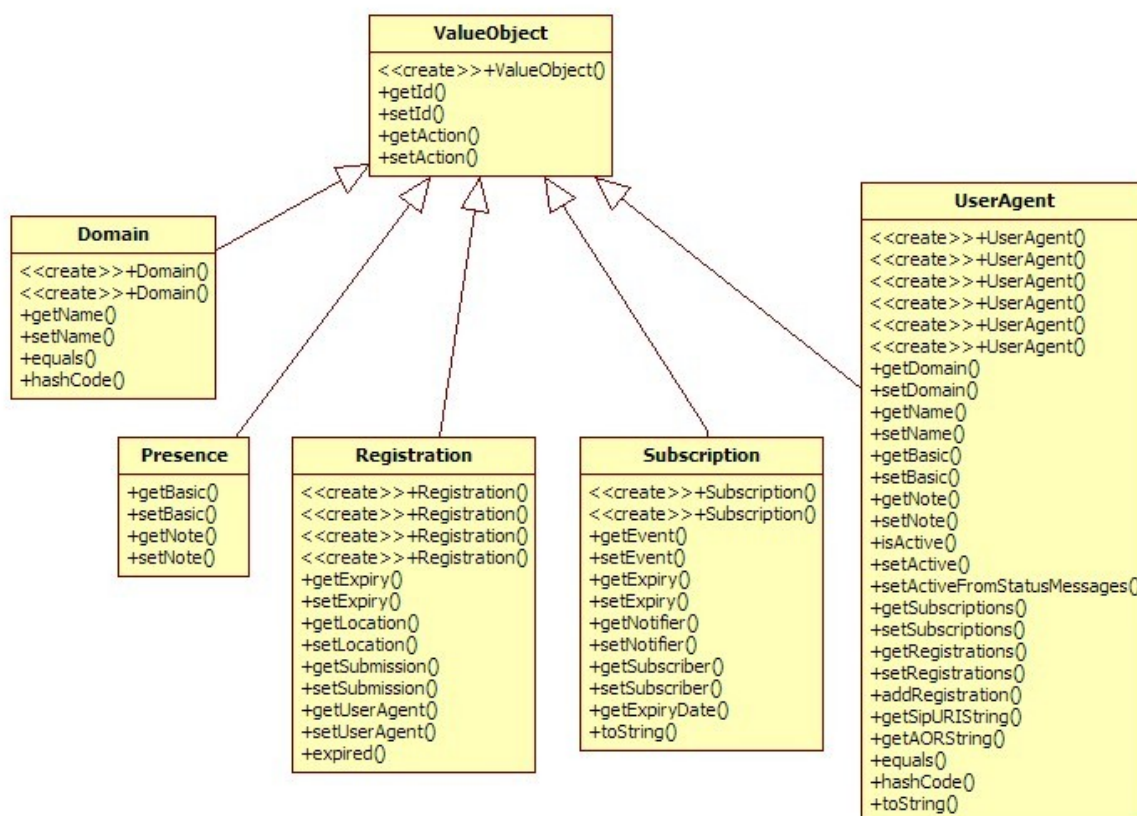 ValueObject
<<create>>+ValueObject()
+getId()
+setId()
+getAction()
+setAction()
Domain
<<create>>+Domain()
<<create>>+Domain()
+getName()
+setName()
+equals()
+hashCode()
Presence
+getBasic()
+setBasic()
+getNote()
+setNote()
Registration
<<create>>+Registration()
<<create>>+Registration()
<<create>>+Registration()
<<create>>+Registration()
+getExpiry()
+setExpiry()
+getLocation()
+setLocation()
+getSubmission()
+setSubmission()
+getUserAgent()
+setUserAgent()
+expired()
Subscription
<<create>>+Subscription()
<<create>>+Subscription()
+getEvent()
+setEvent()
+getExpiry()
+setExpiry()
+getNotifier()
+setNotifier()
+getSubscriber()
+setSubscriber()
+getExpiryDate()
+toString()
UserAgent
<<create>>+UserAgent()
<<create>>+UserAgent()
<<create>>+UserAgent()
<<create>>+UserAgent()
<<create>>+UserAgent()
<<create>>+UserAgent()
+getDomain()
+setDomain()
+getName()
+setName()
+getBasic()
+setBasic()
+getNote()
+setNote()
+isActive()
+setActive()
+setActiveFromStatusMessages()
+getSubscriptions()
+setSubscriptions()
+getRegistrations()
+setRegistrations()
+addRegistration()
+getSipURIString()
+getAORString()
+equals()
+hashCode()
+toString()